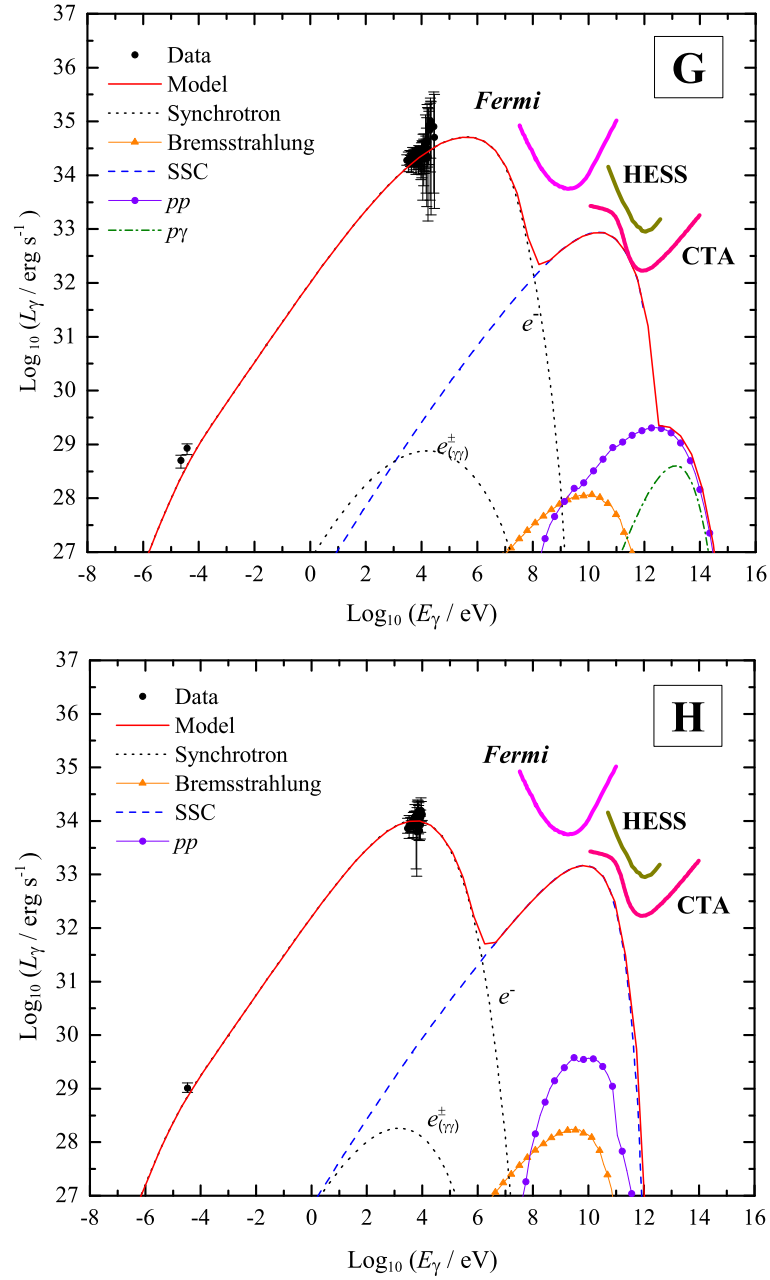 37
36
35
34
33
32
31
30
29
28
27
-8 -6 -4 -2 0 2 4 6 8 10 12 14 16
Log₁₀ (Lγ / erg s⁻¹)
Log₁₀ (Eγ / eV)
Data
Model
Synchrotron
Bremsstrahlung
SSC
pp
pγ
G
Fermi
HESS
CTA
e⁻
e±(γγ)
37
36
35
34
33
32
31
30
29
28
27
-8 -6 -4 -2 0 2 4 6 8 10 12 14 16
Log₁₀ (Lγ / erg s⁻¹)
Log₁₀ (Eγ / eV)
Data
Model
Synchrotron
Bremsstrahlung
SSC
pp
H
Fermi
HESS
CTA
e⁻
e±(γγ)